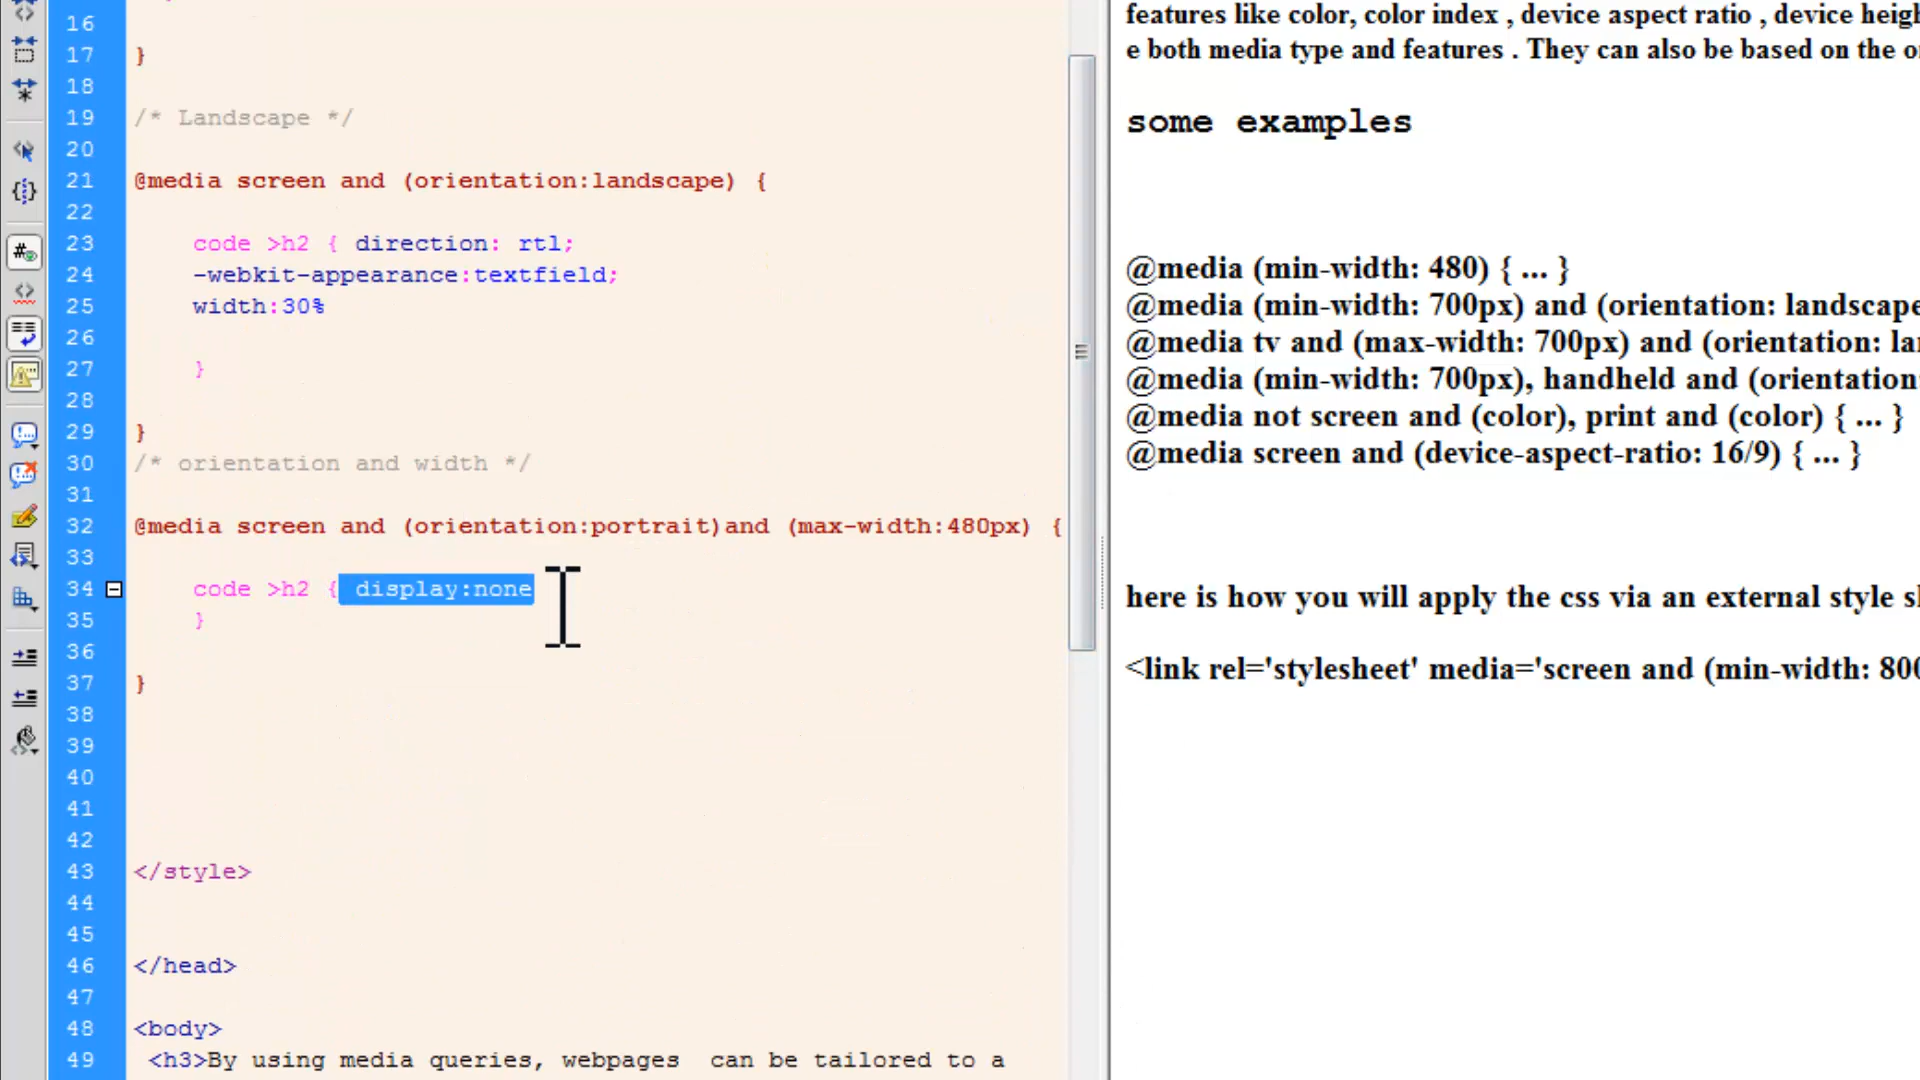 16
17 }
18
19 /* Landscape */
20
21 @media screen and (orientation:landscape) {
22
23 code >h2 { direction: rtl;
24 -webkit-appearance:textfield;
25 width:30%
26
27 }
28
29 }
30 /* orientation and width */
31
32 @media screen and (orientation:portrait)and (max-width:480px) {
33
34 code >h2 { display:none
35 }
36
37 }
38
39
40
41
42
43 </style>
44
45
46 </head>
47
48 <body>
49 <h3>By using media queries, webpages can be tailored to a
features like color, color index , device aspect ratio , device heigh
e both media type and features . They can also be based on the o
some examples
@media (min-width: 480) { ... }
@media (min-width: 700px) and (orientation: landscape
@media tv and (max-width: 700px) and (orientation: la
@media (min-width: 700px), handheld and (orientation:
@media not screen and (color), print and (color) { ... }
@media screen and (device-aspect-ratio: 16/9) { ... }
here is how you will apply the css via an external style s
<link rel='stylesheet' media='screen and (min-width: 800